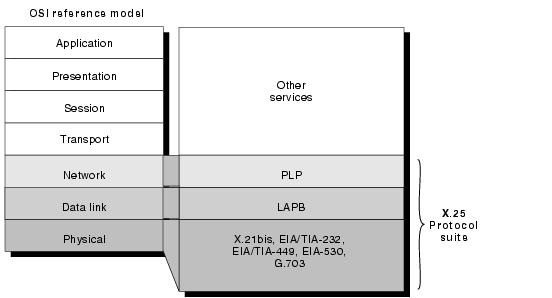 OSI reference model
Application
Presentation
Session
Transport
Network
Data link
Physical
Other
services
PLP
LAPB
X.21bis, EIA/TIA-232,
EIA/TIA-449, EIA-530,
G.703
X.25
Protocol
suite